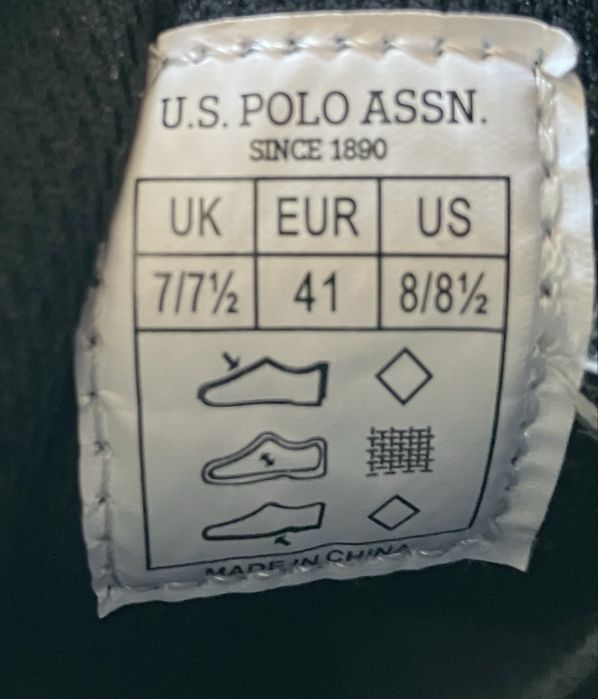 U.S. POLO ASSN.
SINCE 1890
UK EUR US
7/7½ 41 8/8½
MADE IN CHINA